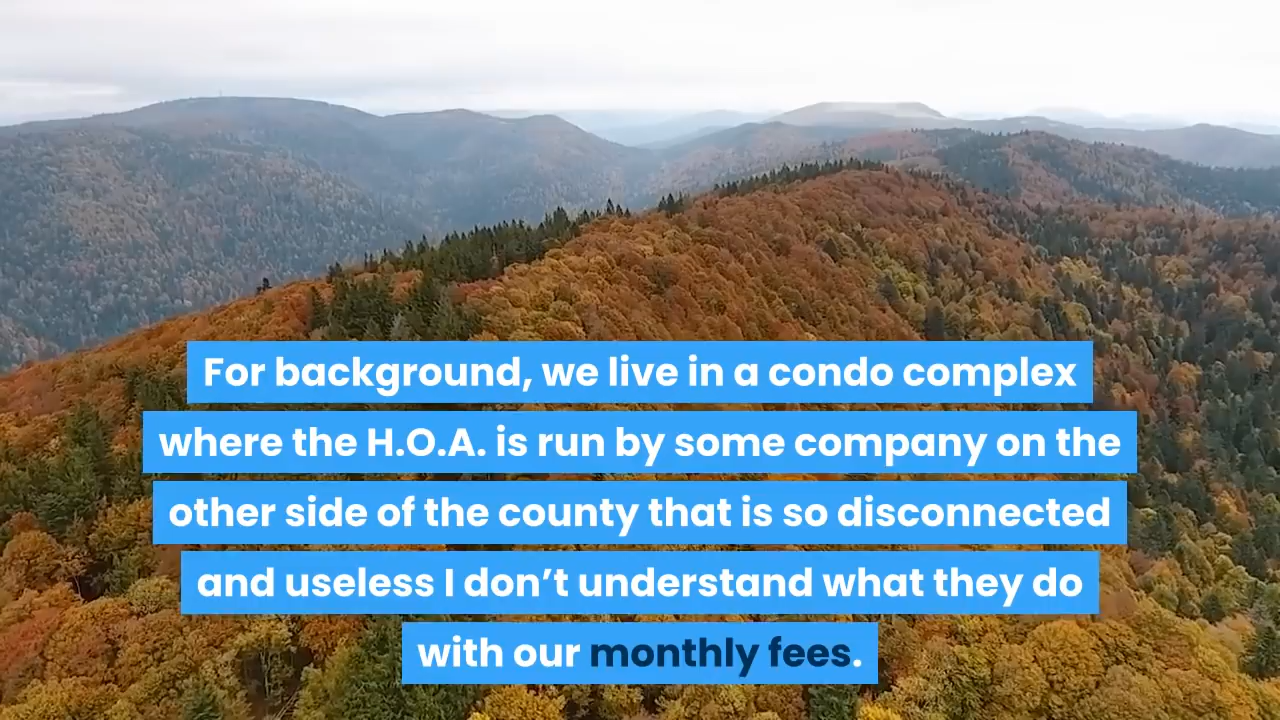 For background, we live in a condo complex
where the H.O.A. is run by some company on the
other side of the county that is so disconnected
and useless I don’t understand what they do
with our monthly fees.